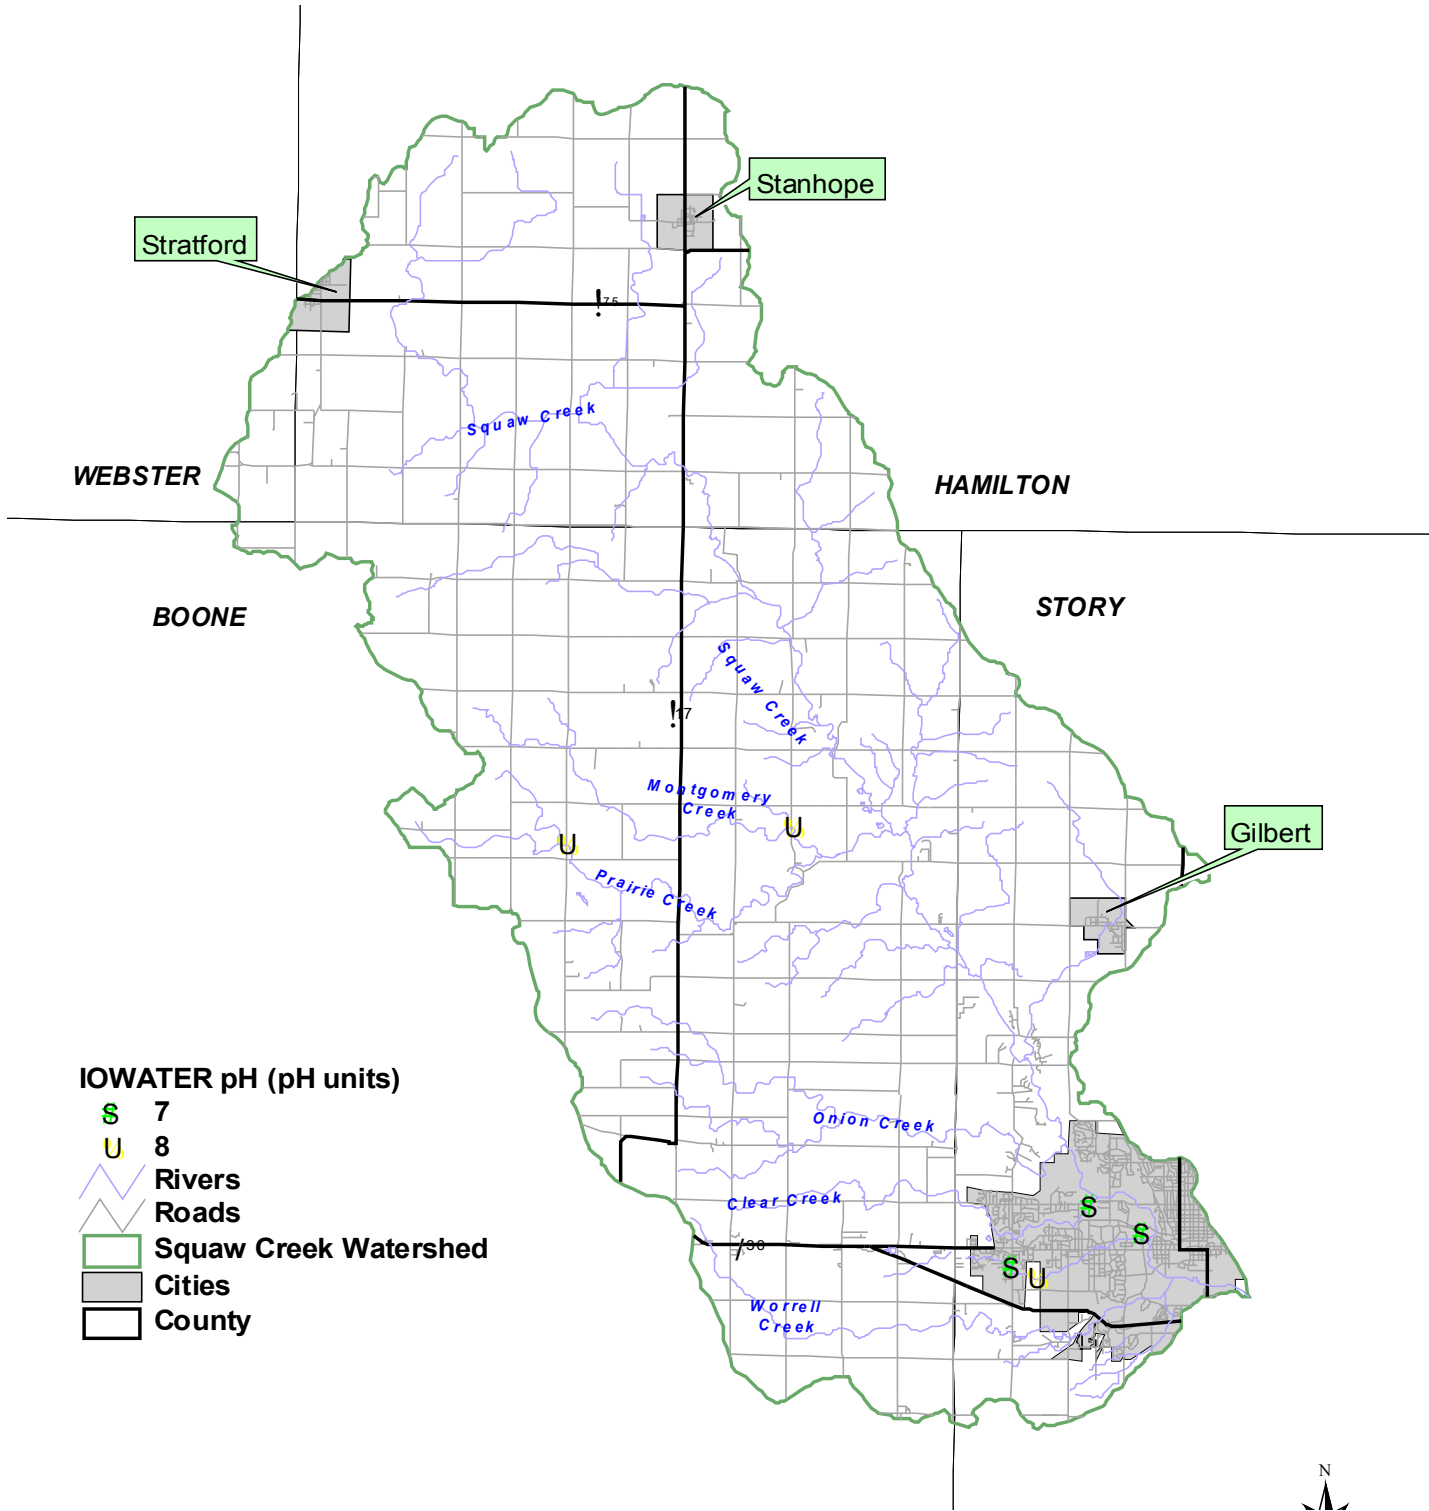 Stanhope
Stratford
! 75
Squaw Creek
WEBSTER
HAMILTON
BOONE
STORY
Squaw Creek
! 17
Montgomery
Creek
U
U
Gilbert
Prairie Creek
IOWATER pH (pH units)
S 7
U 8
Rivers
Roads
Squaw Creek Watershed
Cities
County
Onion Creek
Clear Creek
S
S
/ 30
S
U
Worrell
Creek
N